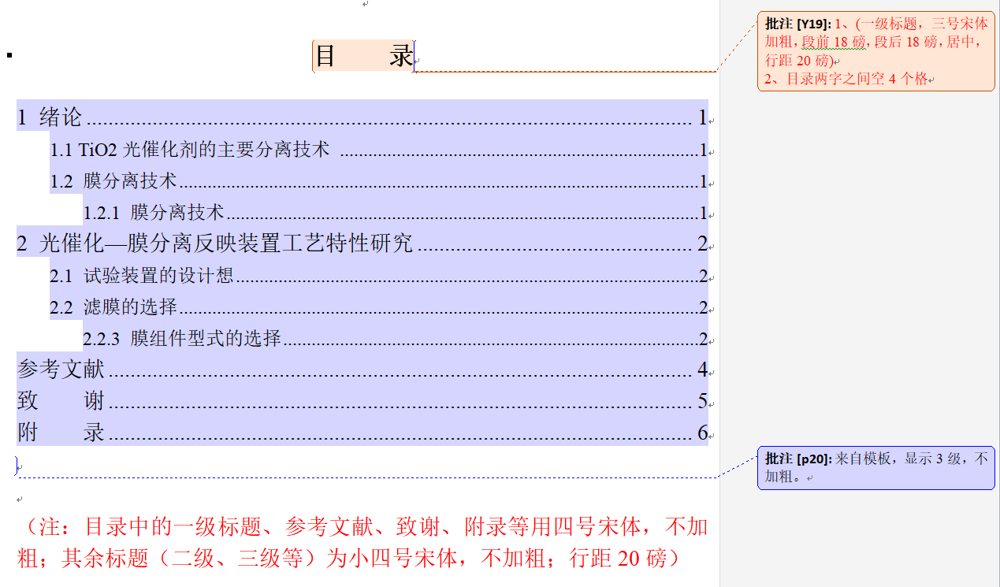 目　　录
批注 [Y19]: 1、(一级标题，三号宋体
加粗，段前 18 磅，段后 18 磅，居中，
行距 20 磅)
2、目录两字之间空 4 个格
1 绪论 ........................................ 1
1.1 TiO2 光催化剂的主要分离技术 ........................................1
1.2 膜分离技术........................................1
1.2.1 膜分离技术........................................1
2 光催化—膜分离反映装置工艺特性研究 ........................................ 2
2.1 试验装置的设计想........................................2
2.2 滤膜的选择........................................2
2.2.3 膜组件型式的选择........................................2
参考文献 ........................................ 4
致　　谢 ........................................ 5
附　　录 ........................................ 6
批注 [p20]: 来自模板，显示 3 级，不
加粗。
（注：目录中的一级标题、参考文献、致谢、附录等用四号宋体，不加
粗；其余标题（二级、三级等）为小四号宋体，不加粗；行距 20 磅）